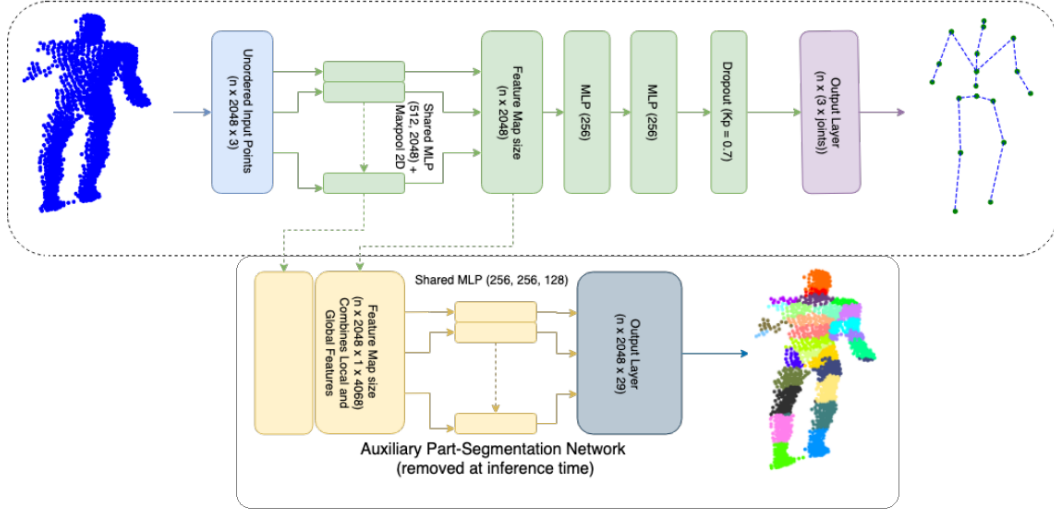 Unordered Input Points
(n x 2048 x 3)
Shared MLP
(512, 2048) +
Maxpool 2D
Feature Map size
(n x 2048)
MLP (256)
MLP (256)
Dropout (Kp = 0.7)
Output Layer
(n x (3 x joints))
Feature Map size
(n x 2048 x 1 x 4068)
Combines Local and
Global Features
Shared MLP (256, 256, 128)
Output Layer
(n x 2048 x 29)
Auxiliary Part-Segmentation Network
(removed at inference time)